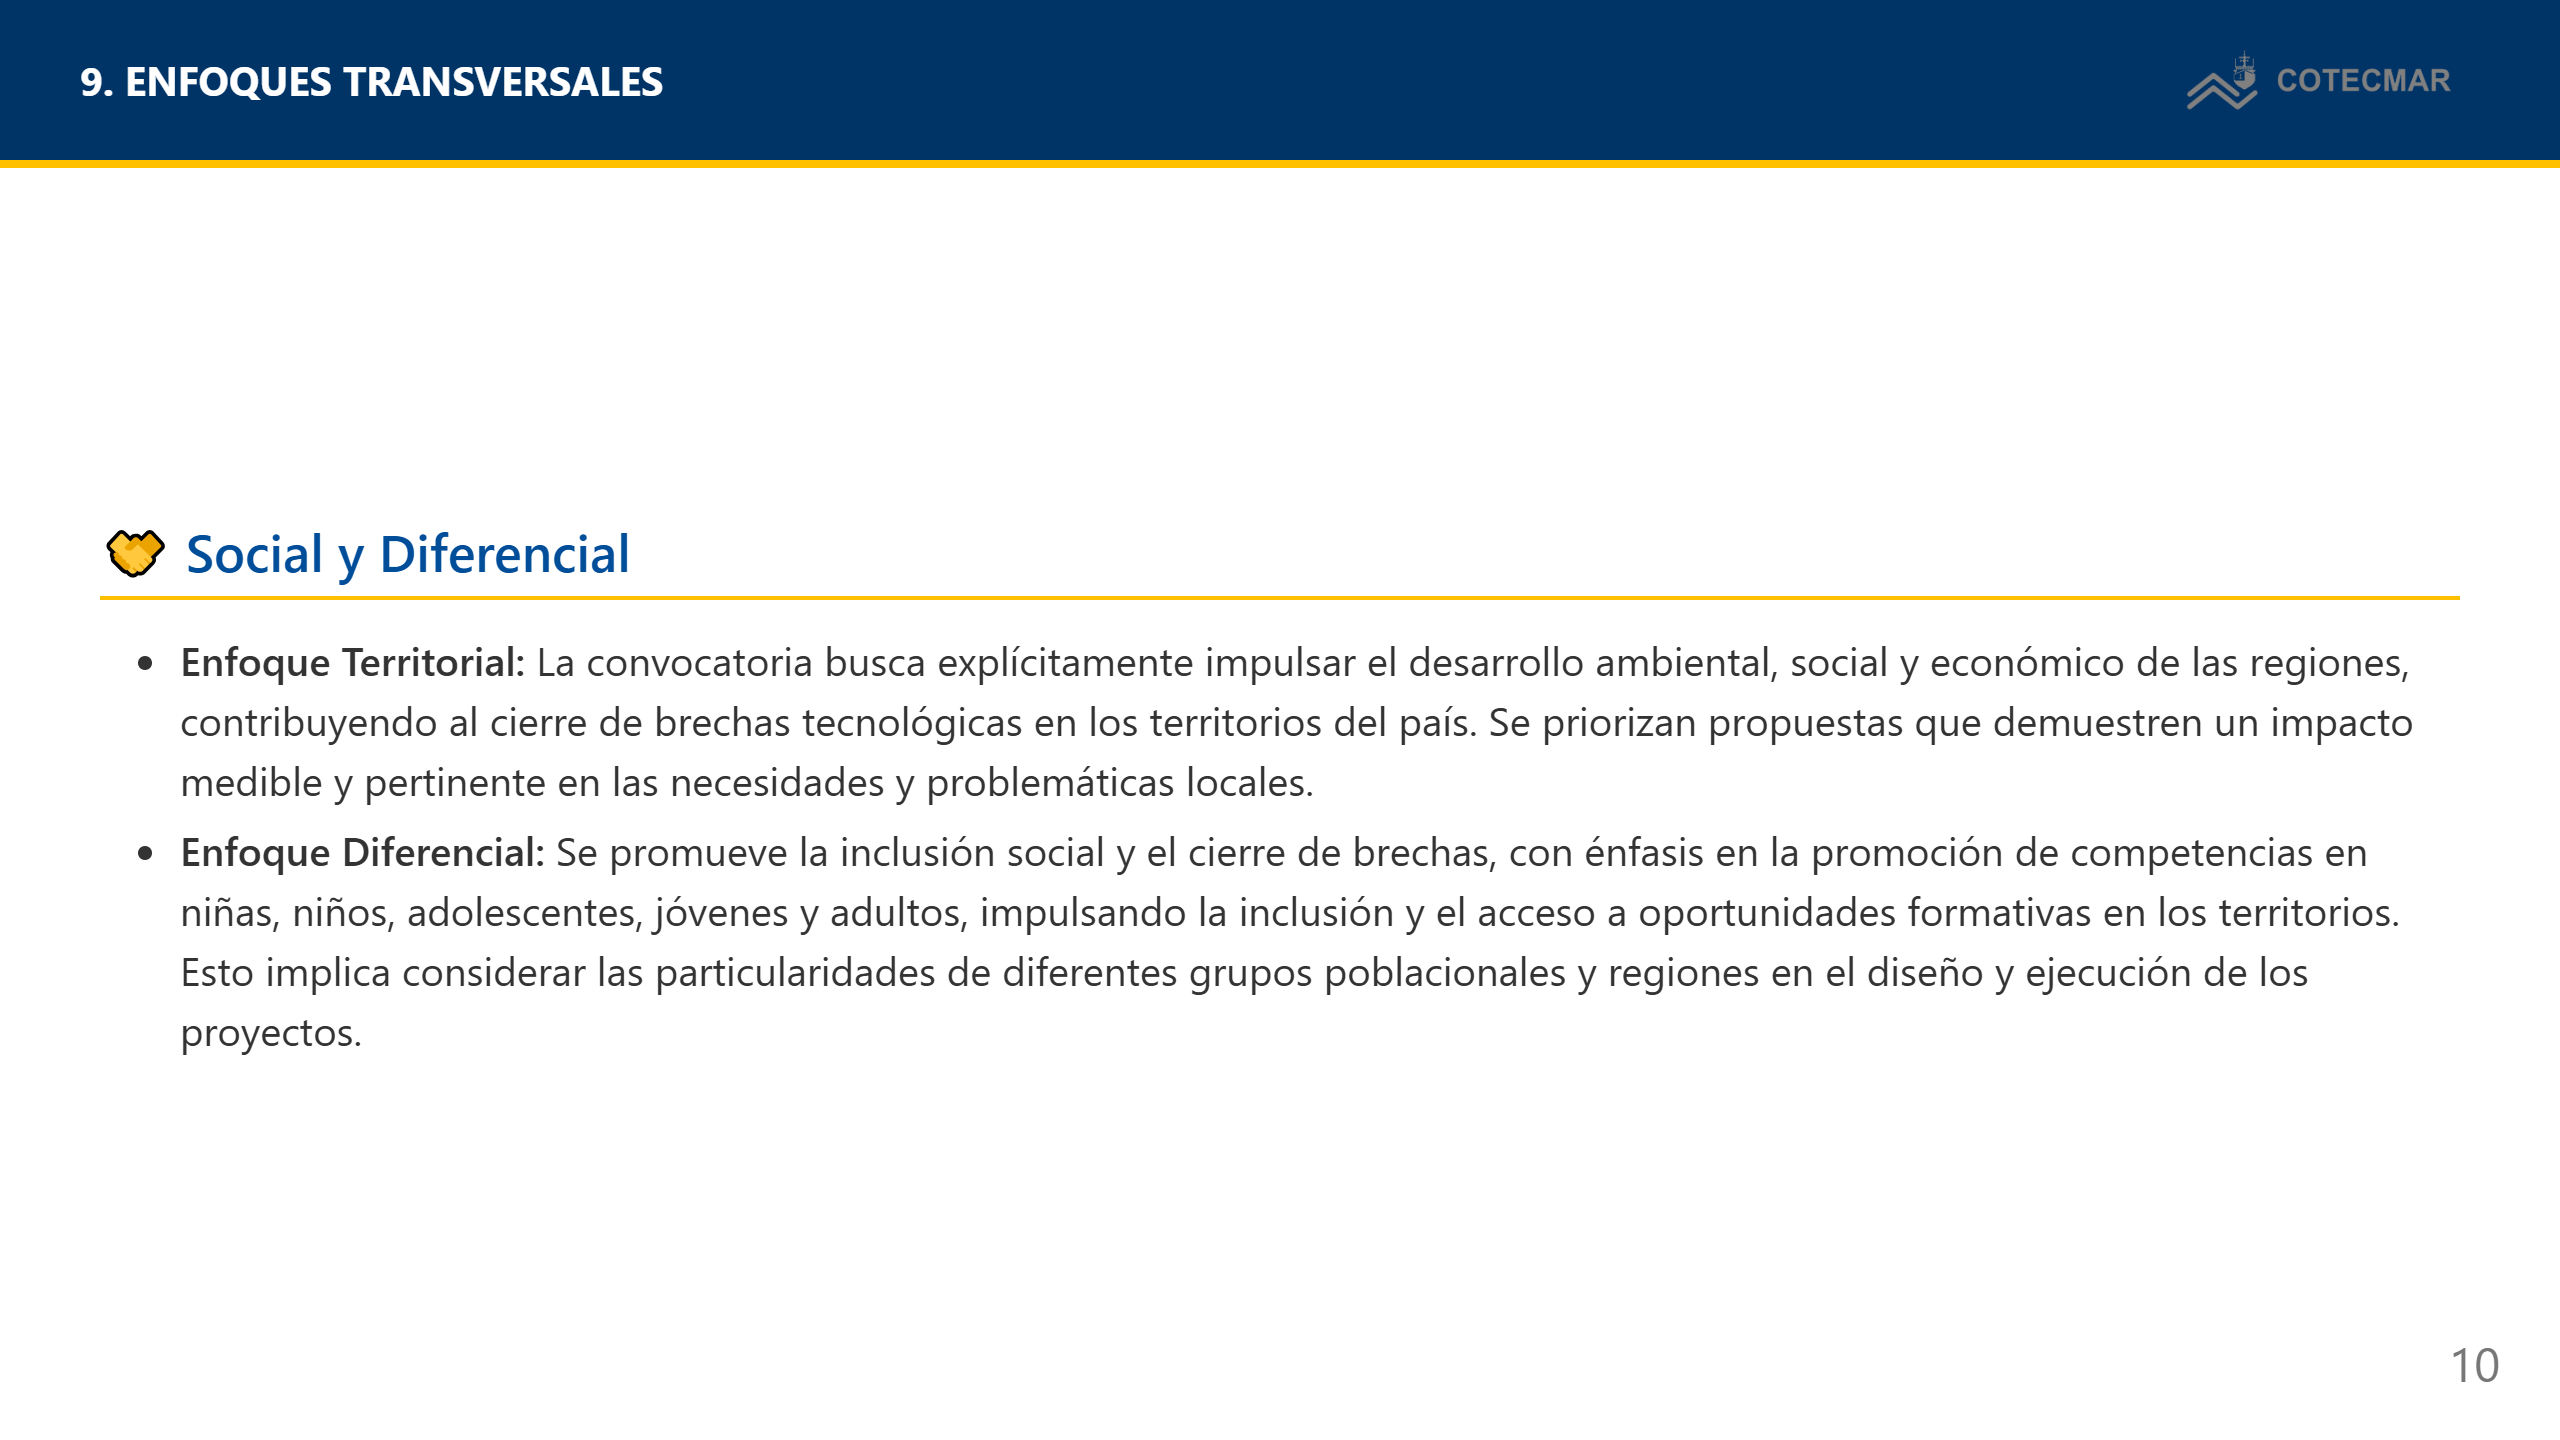 9. ENFOQUES TRANSVERSALES
COTECMAR
Social y Diferencial
• Enfoque Territorial: La convocatoria busca explícitamente impulsar el desarrollo ambiental, social y económico de las regiones,
contribuyendo al cierre de brechas tecnológicas en los territorios del país. Se priorizan propuestas que demuestren un impacto
medible y pertinente en las necesidades y problemáticas locales.
• Enfoque Diferencial: Se promueve la inclusión social y el cierre de brechas, con énfasis en la promoción de competencias en
niñas, niños, adolescentes, jóvenes y adultos, impulsando la inclusión y el acceso a oportunidades formativas en los territorios.
Esto implica considerar las particularidades de diferentes grupos poblacionales y regiones en el diseño y ejecución de los
proyectos.
10